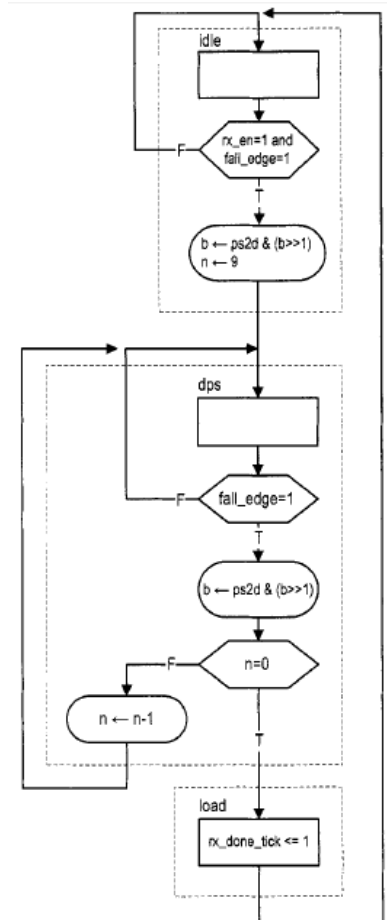 idle
rx_en=1 and
fall_edge=1
F
T
b ← ps2d & (b>>1)
n ← 9
dps
fall_edge=1
F
T
b ← ps2d & (b>>1)
n=0
F
n ← n-1
T
load
rx_done_tick <= 1